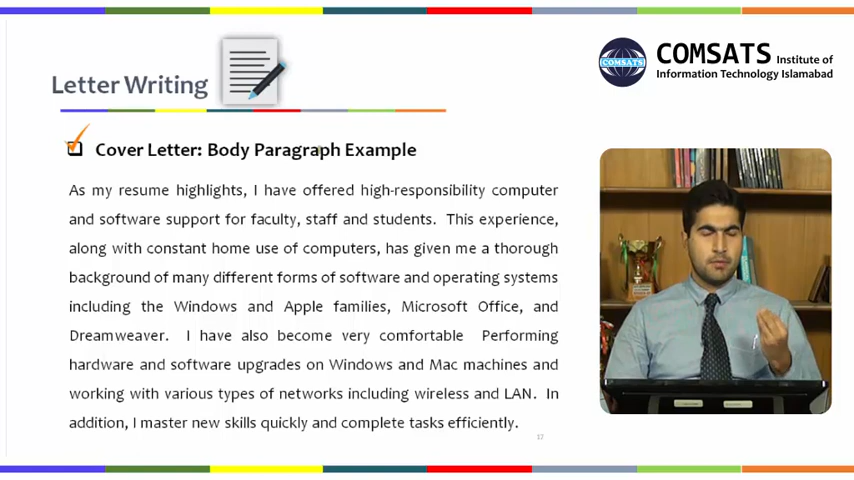 Letter Writing
COMSATS
COMSATS Institute of
Information Technology Islamabad
Cover Letter: Body Paragraph Example
As my resume highlights, I have offered high-responsibility computer
and software support for faculty, staff and students. This experience,
along with constant home use of computers, has given me a thorough
background of many different forms of software and operating systems
including the Windows and Apple families, Microsoft Office, and
Dreamweaver. I have also become very comfortable Performing
hardware and software upgrades on Windows and Mac machines and
working with various types of networks including wireless and LAN. In
addition, I master new skills quickly and complete tasks efficiently.
17